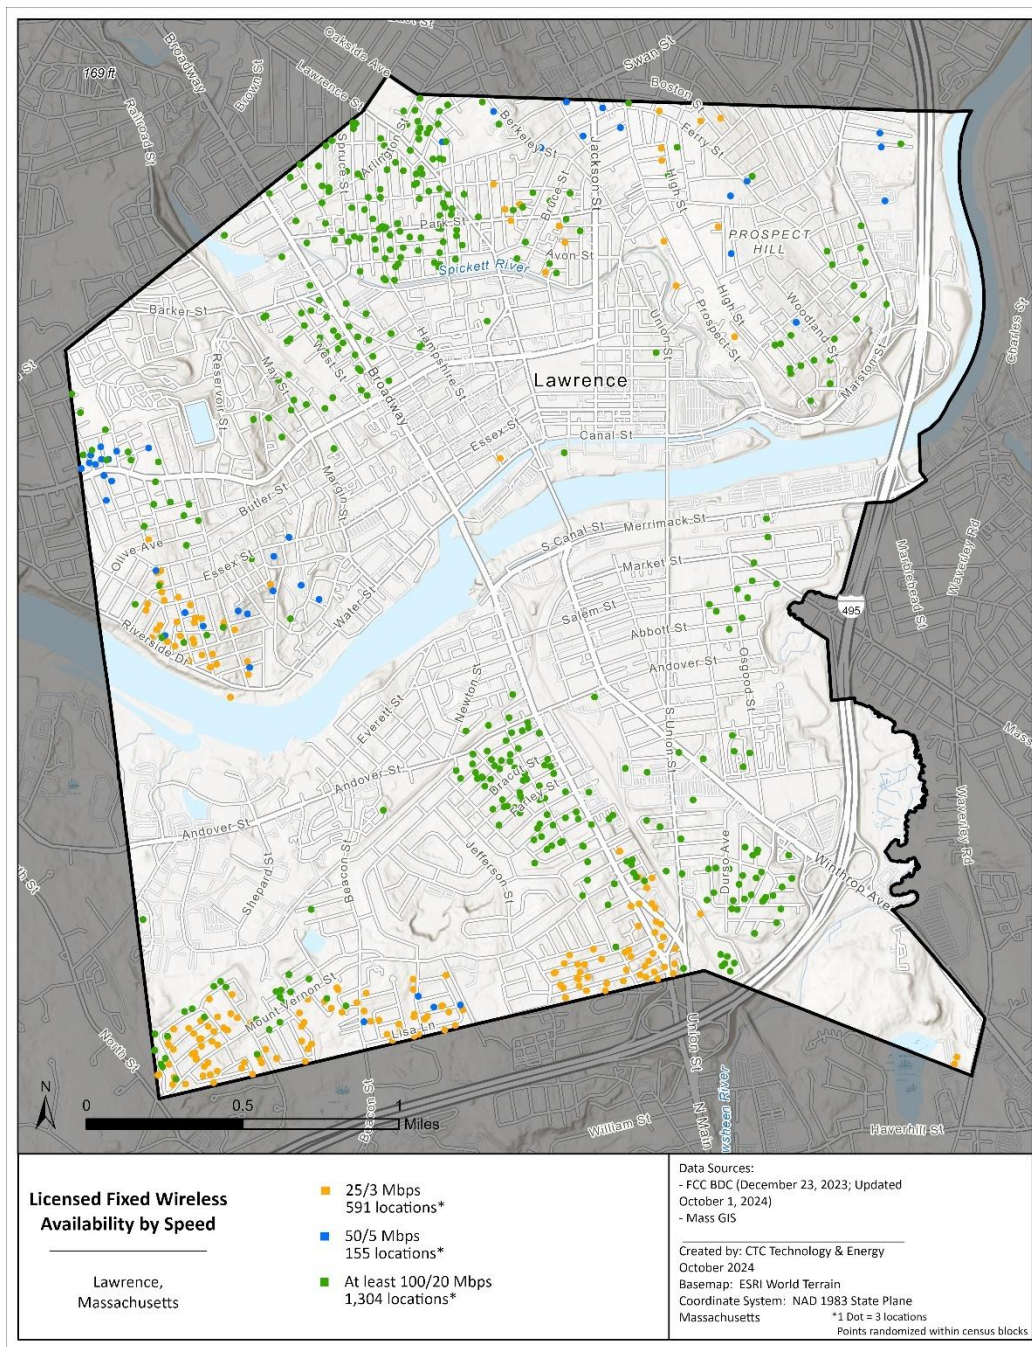 Oakside Ave
Swan St
Broadway
169 ft
Brown St
Lawrence St
Boston St
Railroad St
Spruce St
Arlington St
Berkeley St
Jackson St
Ferry St
Bruce St
High St
Park St
Avon St
PROSPECT
HILL
Spickett River
Barker St
Hampshire St
Union St
Prospect St
High St
Woodland St
Charles St
Reservoir St
May St
West St
Broadway
Marston St
Lawrence
Essex St
Canal St
Butler St
Margin St
Olive Ave
S Canal St
Merrimack St
Essex St
Market St
Marblehead St
Waverley Rd
Water St
Salem St
495
Riverside Dr
Abbott St
Andover St
Newton St
Osgood St
Everett St
S Union St
Andover St
Dracut St
Farley St
Andover St
Waverley Rd
Beacon St
Jefferson St
Durso Ave
Winthrop Ave
Shepard St
Mount Vernon St
Lisa Ln
North St
Union St
N
0 0.5 1
Miles
Beacon St
William St
N Main
wsheen River
Haverhill St
Licensed Fixed Wireless
Availability by Speed
Lawrence,
Massachusetts
25/3 Mbps
591 locations*
50/5 Mbps
155 locations*
At least 100/20 Mbps
1,304 locations*
Data Sources:
- FCC BDC (December 23, 2023; Updated
October 1, 2024)
- Mass GIS
Created by: CTC Technology & Energy
October 2024
Basemap: ESRI World Terrain
Coordinate System: NAD 1983 State Plane
Massachusetts
*1 Dot = 3 locations
Points randomized within census blocks